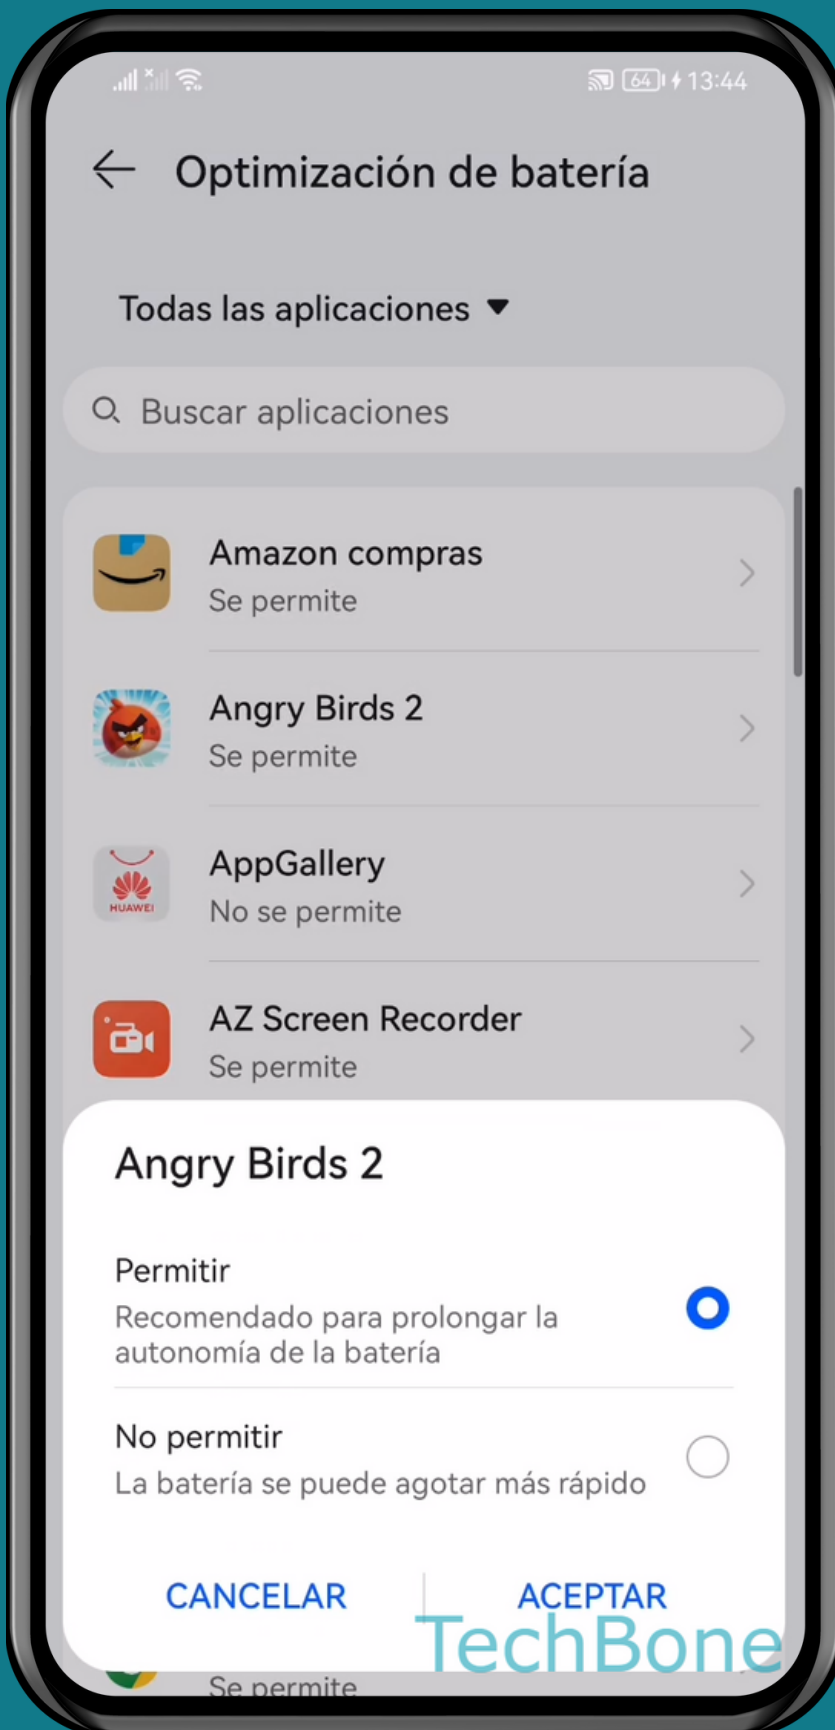 64 13:44
Optimización de batería
Todas las aplicaciones
Buscar aplicaciones
Amazon compras
Se permite
Angry Birds 2
Se permite
HUAWEI
AppGallery
No se permite
AZ Screen Recorder
Se permite
Angry Birds 2
Permitir
Recomendado para prolongar la
autonomía de la batería
No permitir
La batería se puede agotar más rápido
CANCELAR ACEPTAR
TechBone
Se permite